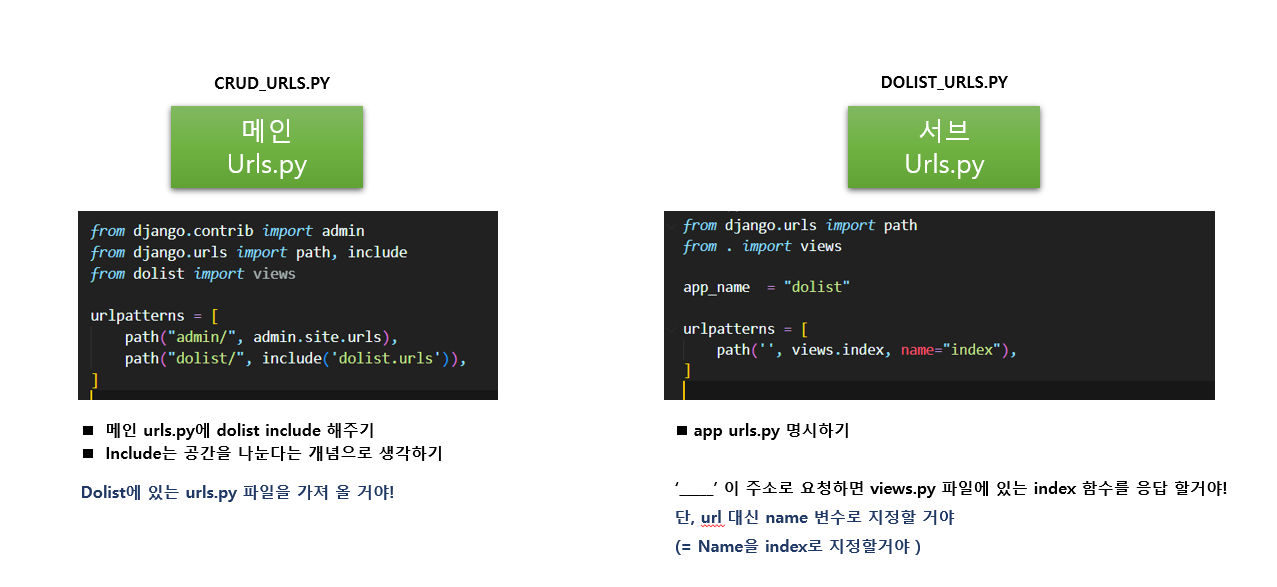 CRUD_URLS.PY
메인
Urls.py
from django.contrib import admin
from django.urls import path, include
from dolist import views
urlpatterns = [
path("admin/", admin.site.urls),
path("dolist/", include('dolist.urls')),
]
■ 메인 urls.py에 dolist include 해주기
■ Include는 공간을 나눈다는 개념으로 생각하기
Dolist에 있는 urls.py 파일을 가져 올 거야!
DOLIST_URLS.PY
서브
Urls.py
from django.urls import path
from . import views
app_name = "dolist"
urlpatterns = [
path('', views.index, name="index"),
]
■ app urls.py 명시하기
‘____’ 이 주소로 요청하면 views.py 파일에 있는 index 함수를 응답 할거야!
단, url 대신 name 변수로 지정할 거야
(= Name을 index로 지정할거야 )